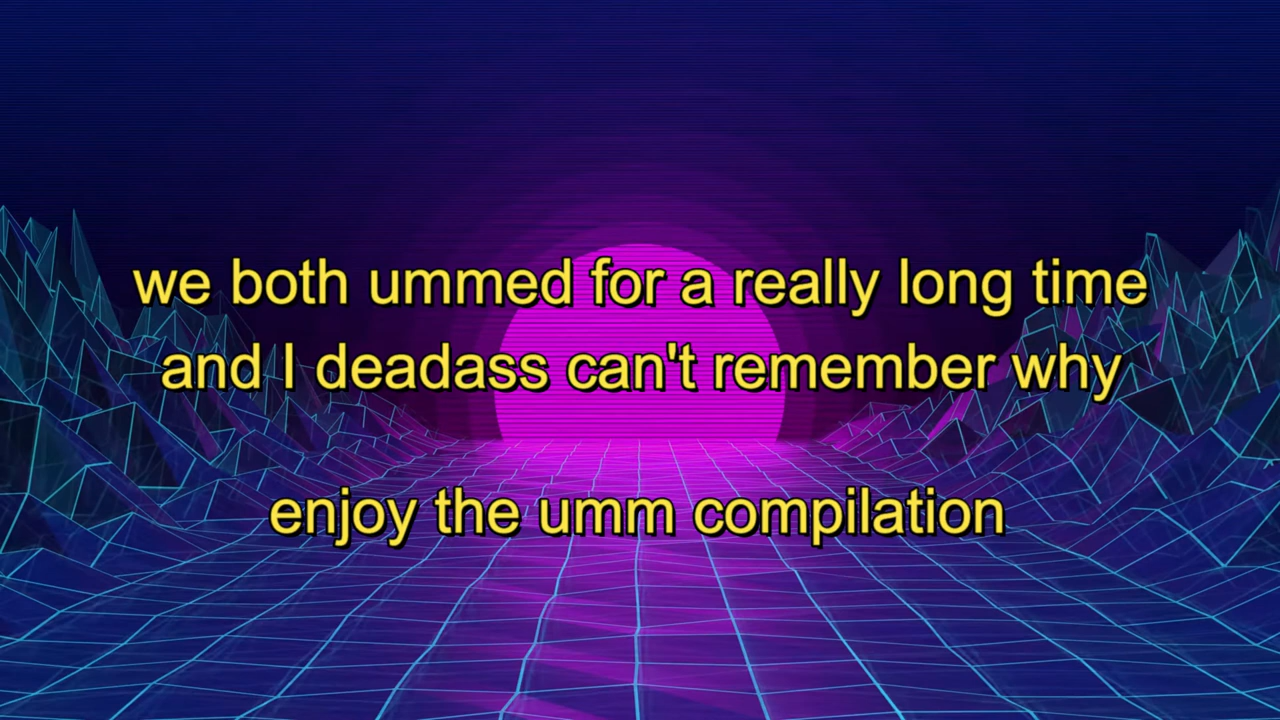 we both ummed for a really long time
and I deadass can't remember why
enjoy the umm compilation